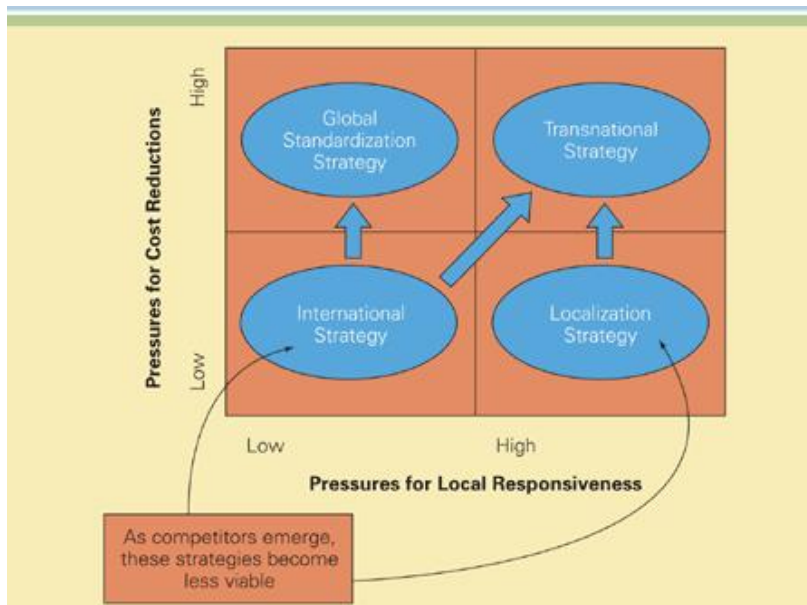 Pressures for Cost Reductions
High
Low
Global
Standardization
Strategy
Transnational
Strategy
International
Strategy
Localization
Strategy
Low
High
Pressures for Local Responsiveness
As competitors emerge,
these strategies become
less viable